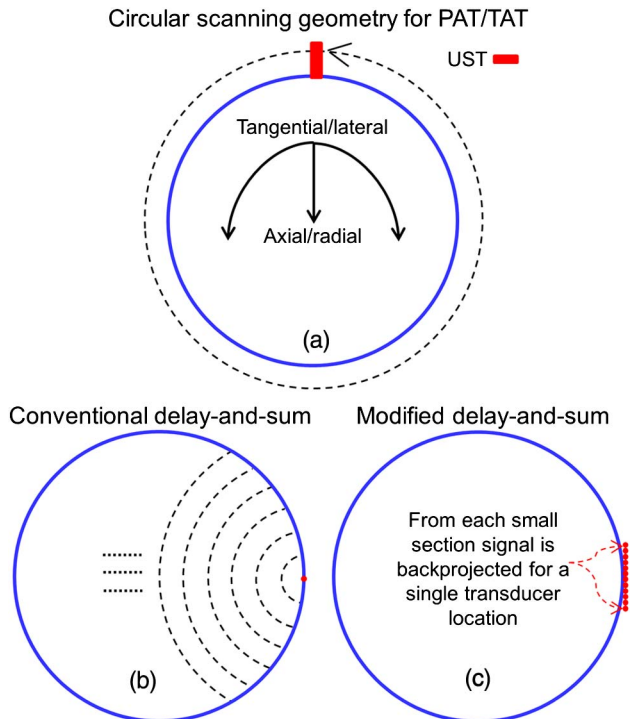 Circular scanning geometry for PAT/TAT
UST
Tangential/lateral
Axial/radial
(a)
Conventional delay-and-sum
Modified delay-and-sum
From each small
section signal is
backprojected for a
single transducer
location
(b)
(c)